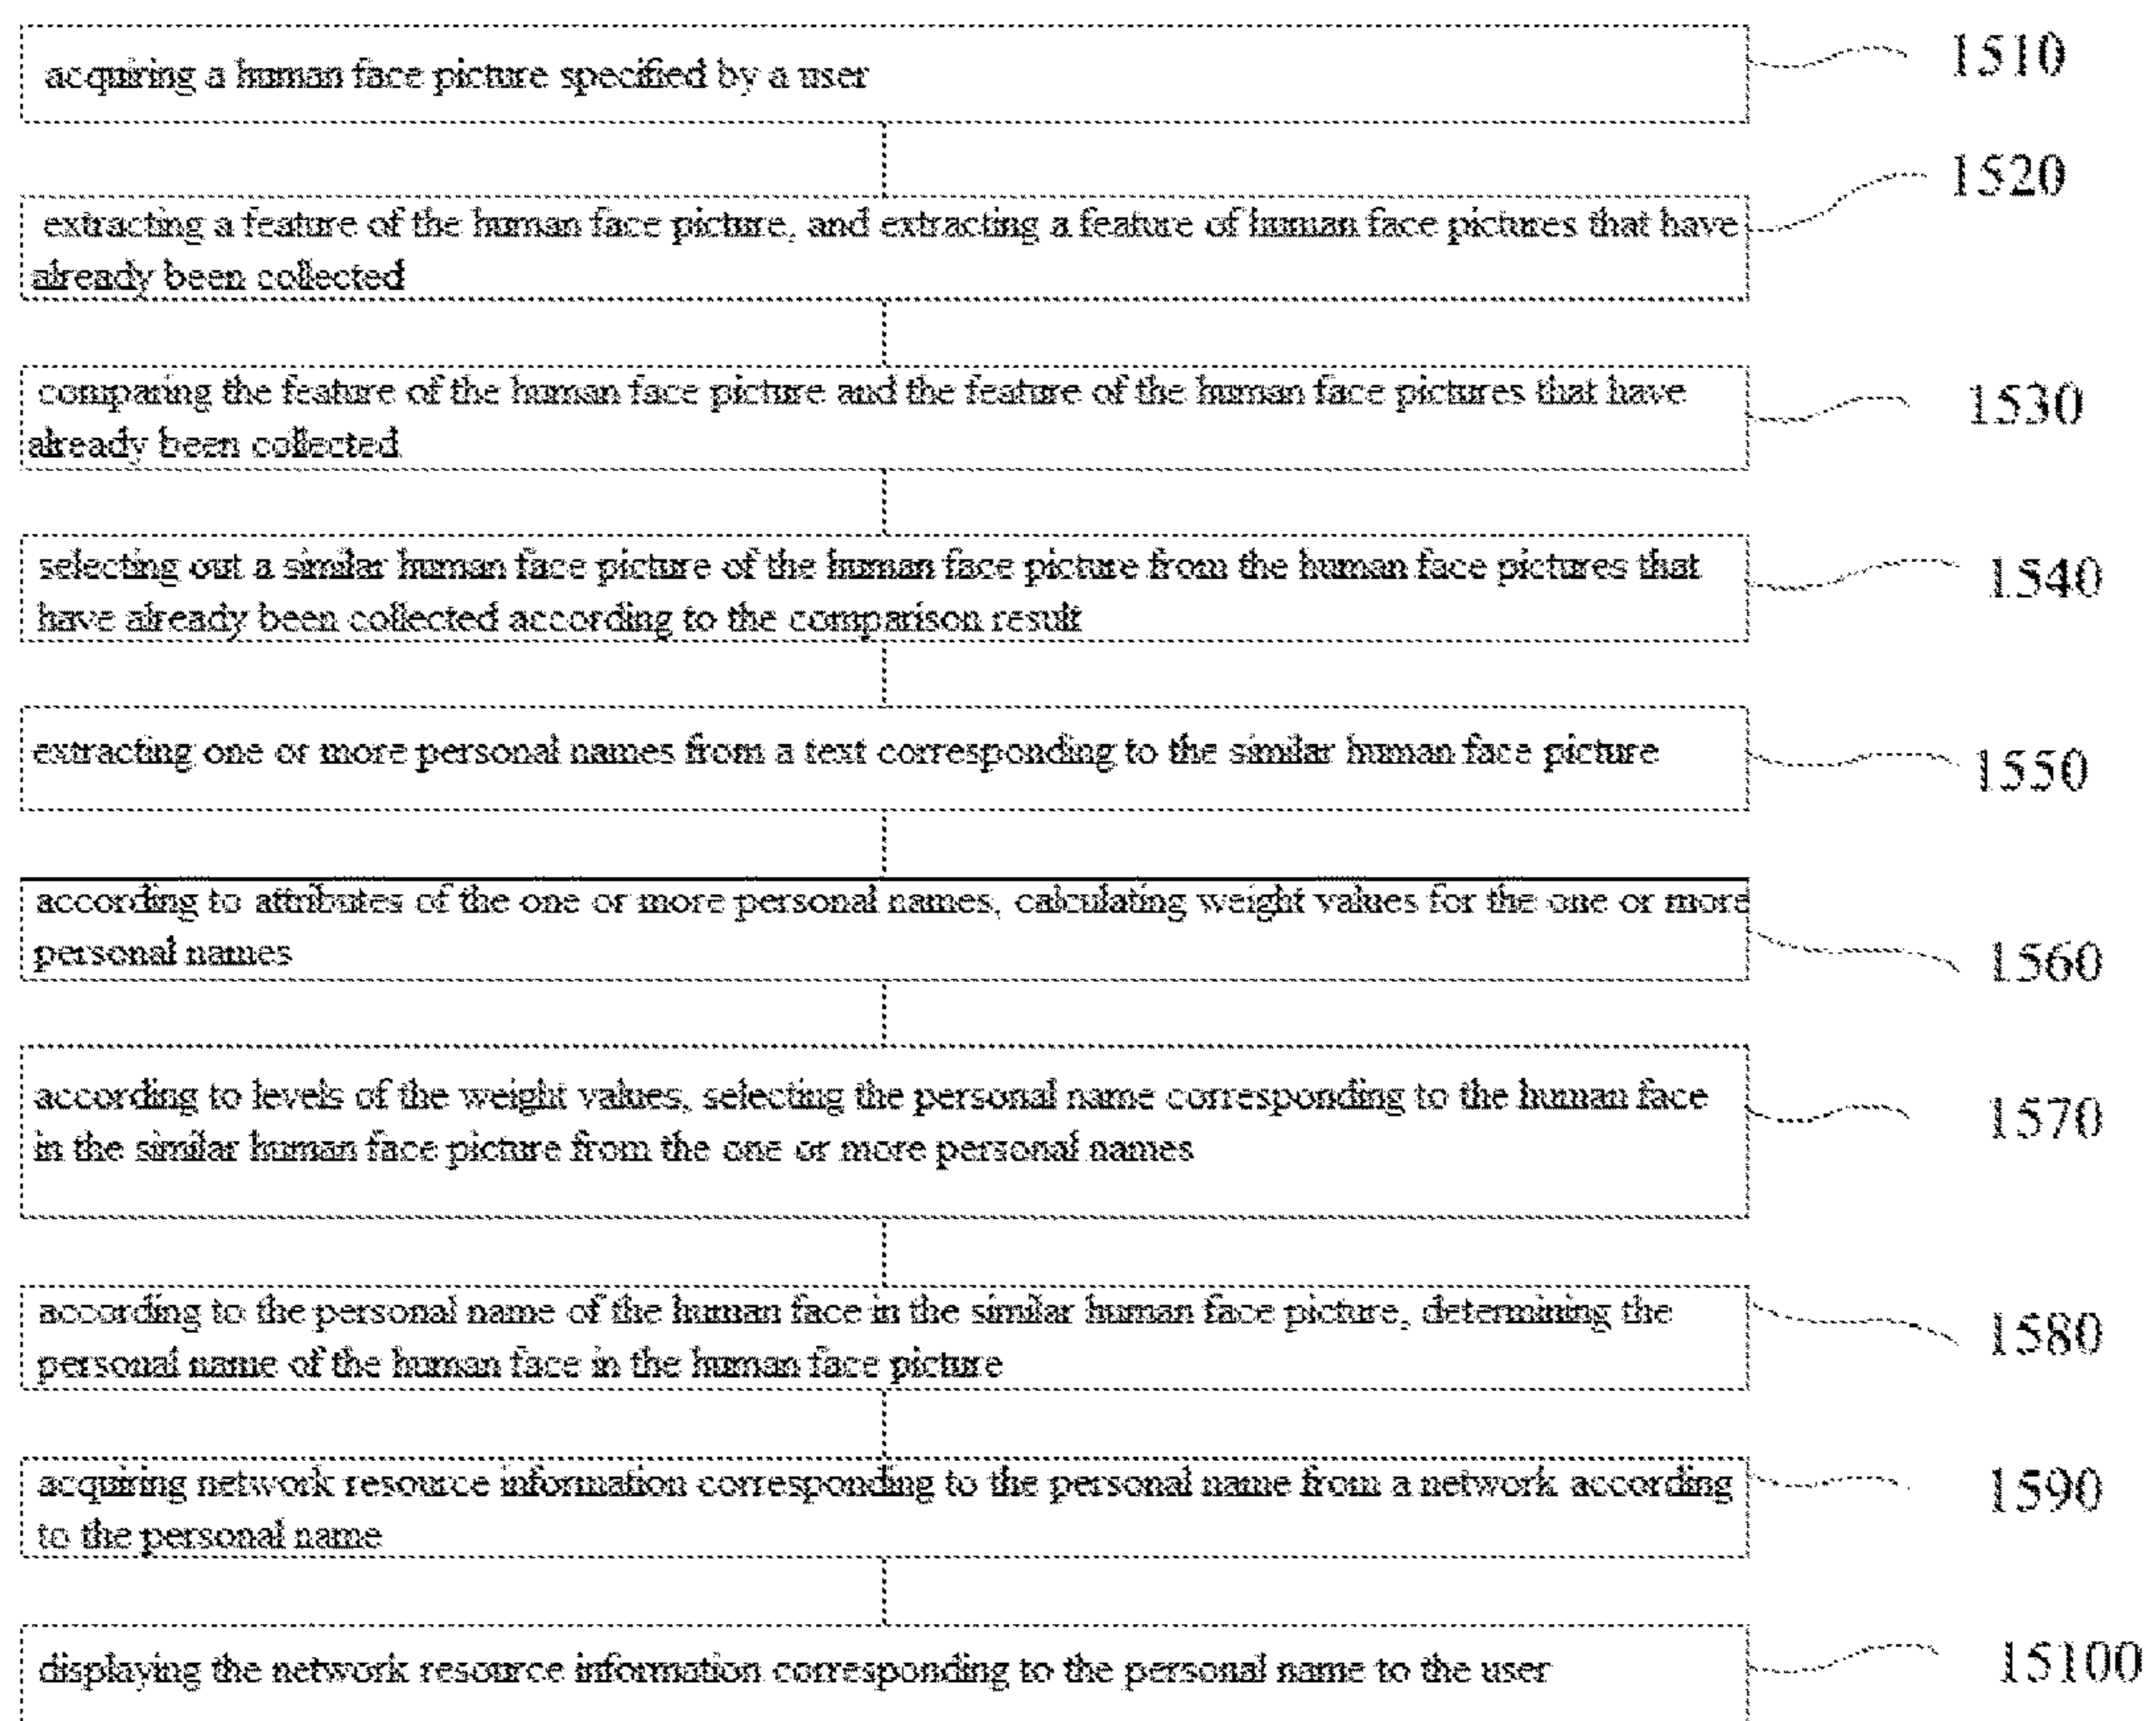 acquiring a human face picture specified by a user
1510
extracting a feature of the human face picture, and extracting a feature of human face pictures that have
already been collected
1520
comparing the feature of the human face picture and the feature of the human face pictures that have
already been collected
1530
selecting out a similar human face picture of the human face picture from the human face pictures that
have already been collected according to the comparison result
1540
extracting one or more personal names from a text corresponding to the similar human face picture
1550
according to attributes of the one or more personal names, calculating weight values for the one or more
personal names
1560
according to levels of the weight values, selecting the personal name corresponding to the human face
in the similar human face picture from the one or more personal names
1570
according to the personal name of the human face in the similar human face picture, determining the
personal name of the human face in the human face picture
1580
acquiring network resource information corresponding to the personal name from a network according
to the personal name
1590
displaying the network resource information corresponding to the personal name to the user
15100